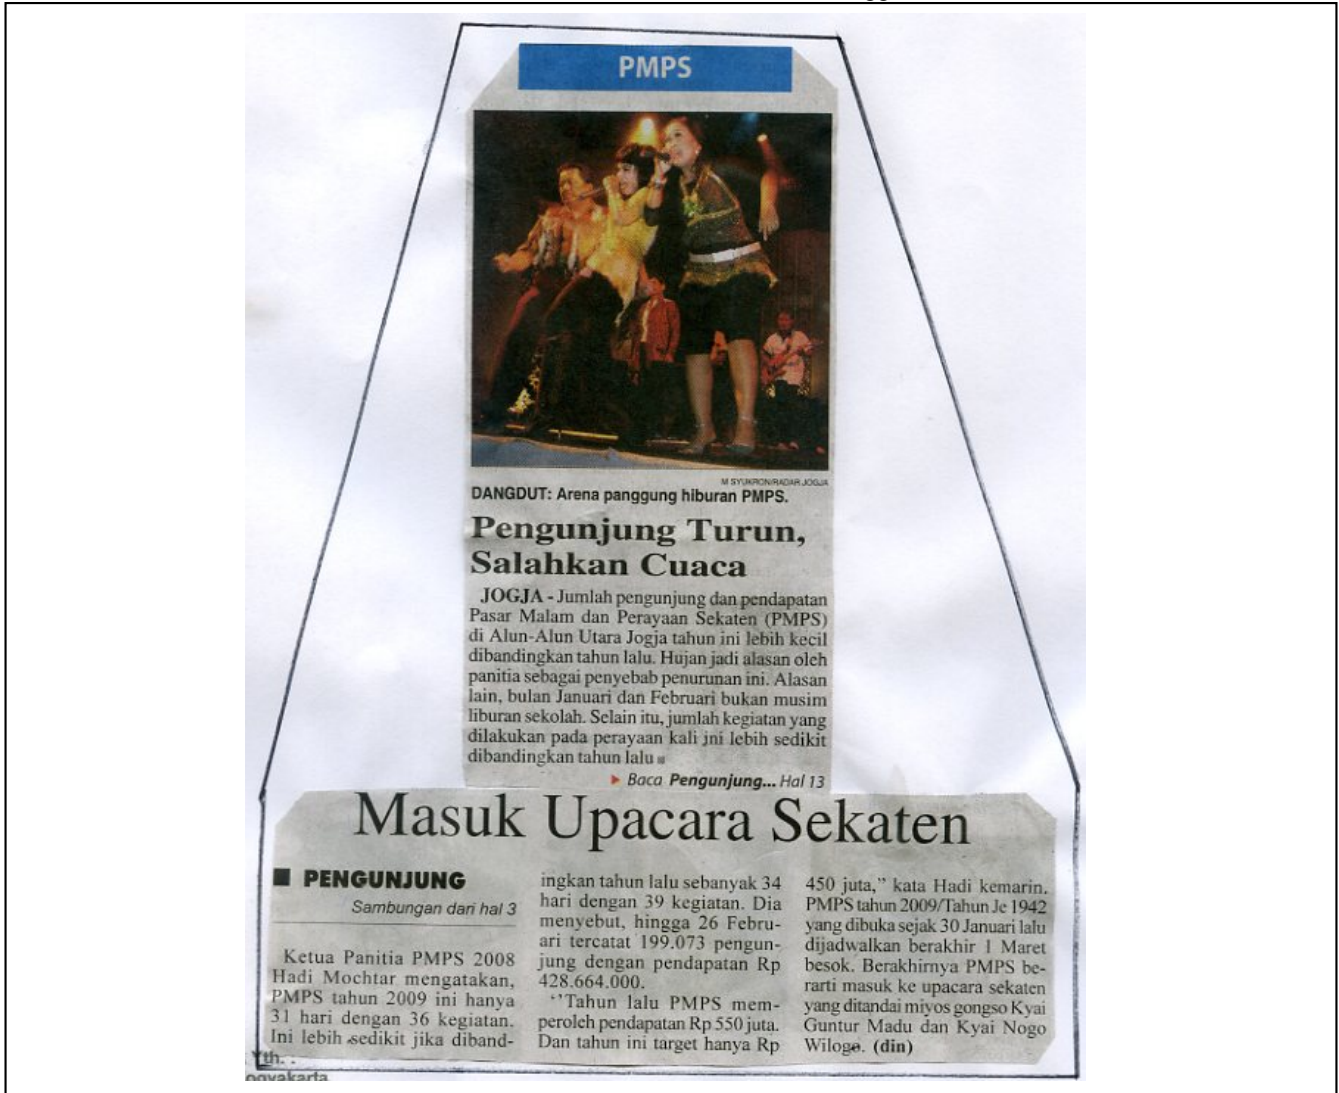 PMPS
M SYUKRON/RADAR JOGJA
DANGDUT: Arena panggung hiburan PMPS.
Pengunjung Turun,
Salahkan Cuaca
JOGJA - Jumlah pengunjung dan pendapatan
Pasar Malam dan Perayaan Sekaten (PMPS)
di Alun-Alun Utara Jogja tahun ini lebih kecil
dibandingkan tahun lalu. Hujan jadi alasan oleh
panitia sebagai penyebab penurunan ini. Alasan
lain, bulan Januari dan Februari bukan musim
liburan sekolah. Selain itu, jumlah kegiatan yang
dilakukan pada perayaan kali ini lebih sedikit
dibandingkan tahun lalu
Baca Pengunjung... Hal 13
Masuk Upacara Sekaten
PENGUNJUNG
Sambungan dari hal 3
Ketua Panitia PMPS 2008
Hadi Mochtar mengatakan,
PMPS tahun 2009 ini hanya
31 hari dengan 36 kegiatan.
Ini lebih sedikit jika diband-
ingkan tahun lalu sebanyak 34
hari dengan 39 kegiatan. Dia
menyebut, hingga 26 Febru-
ari tercatat 199.073 pengun-
jung dengan pendapatan Rp
428.664.000.
‘’Tahun lalu PMPS mem-
peroleh pendapatan Rp 550 juta.
Dan tahun ini target hanya Rp
450 juta,” kata Hadi kemarin.
PMPS tahun 2009/Tahun Je 1942
yang dibuka sejak 30 Januari lalu
dijadwalkan berakhir 1 Maret
besok. Berakhirnya PMPS be-
rarti masuk ke upacara sekaten
yang ditandai miyos gongso Kyai
Guntur Madu dan Kyai Nogo
Wilogo. (din)
Yth. :
ogyakarta